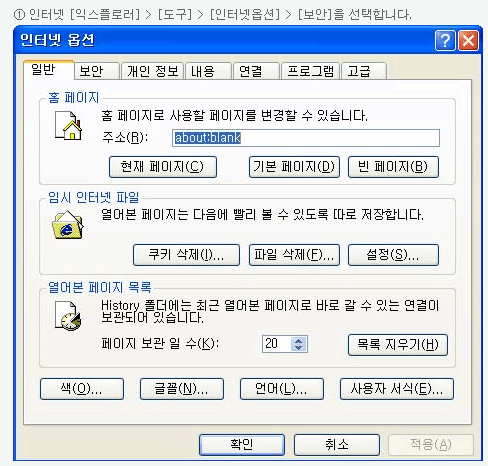 ① 인터넷 [익스플로러] > [도구] > [인터넷옵션] > [보안]을 선택합니다.
인터넷 옵션
일반 보안 개인 정보 내용 연결 프로그램 고급
홈 페이지
홈 페이지로 사용할 페이지를 변경할 수 있습니다.
주소(R): about:blank
현재 페이지(C) 기본 페이지(D) 빈 페이지(B)
임시 인터넷 파일
열어본 페이지는 다음에 빨리 볼 수 있도록 따로 저장합니다.
쿠키 삭제(I)... 파일 삭제(F)... 설정(S)...
열어본 페이지 목록
History 폴더에는 최근 열어본 페이지로 바로 갈 수 있는 연결이
보관되어 있습니다.
페이지 보관 일 수(K): 20 목록 지우기(H)
색(O)... 글꼴(N)... 언어(L)... 사용자 서식(E)...
확인 취소 적용(A)